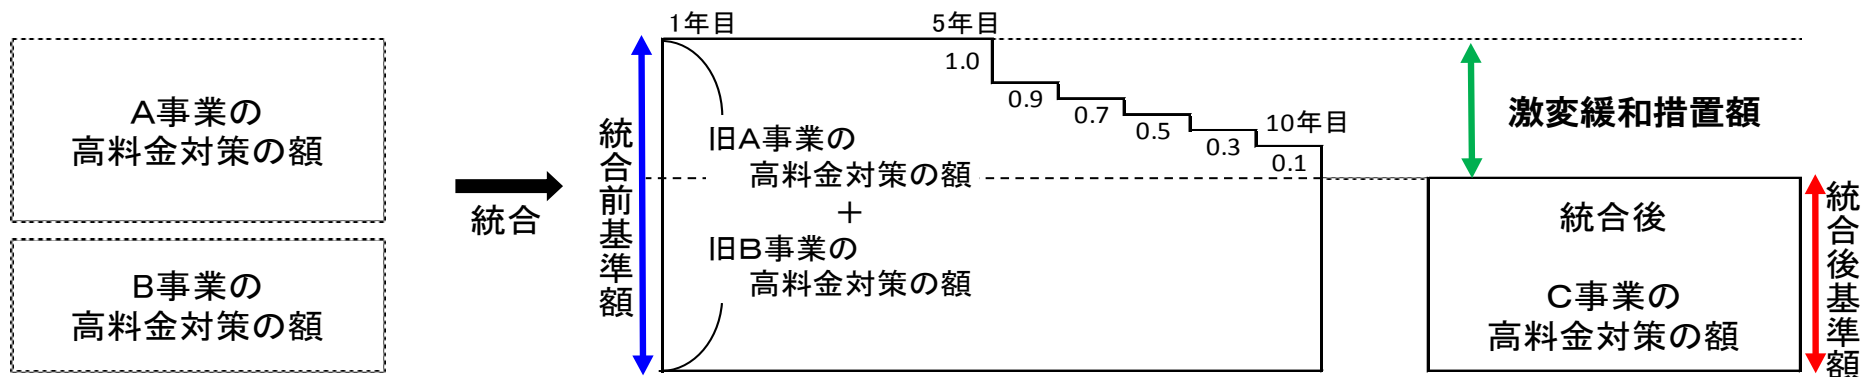 A事業の
高料金対策の額
B事業の
高料金対策の額
統合
統合前基準額
1年目
5年目
1.0
0.9
0.7
0.5
0.3
10年目
0.1
旧A事業の
高料金対策の額
+
旧B事業の
高料金対策の額
激変緩和措置額
統合後
C事業の
高料金対策の額
統合後基準額